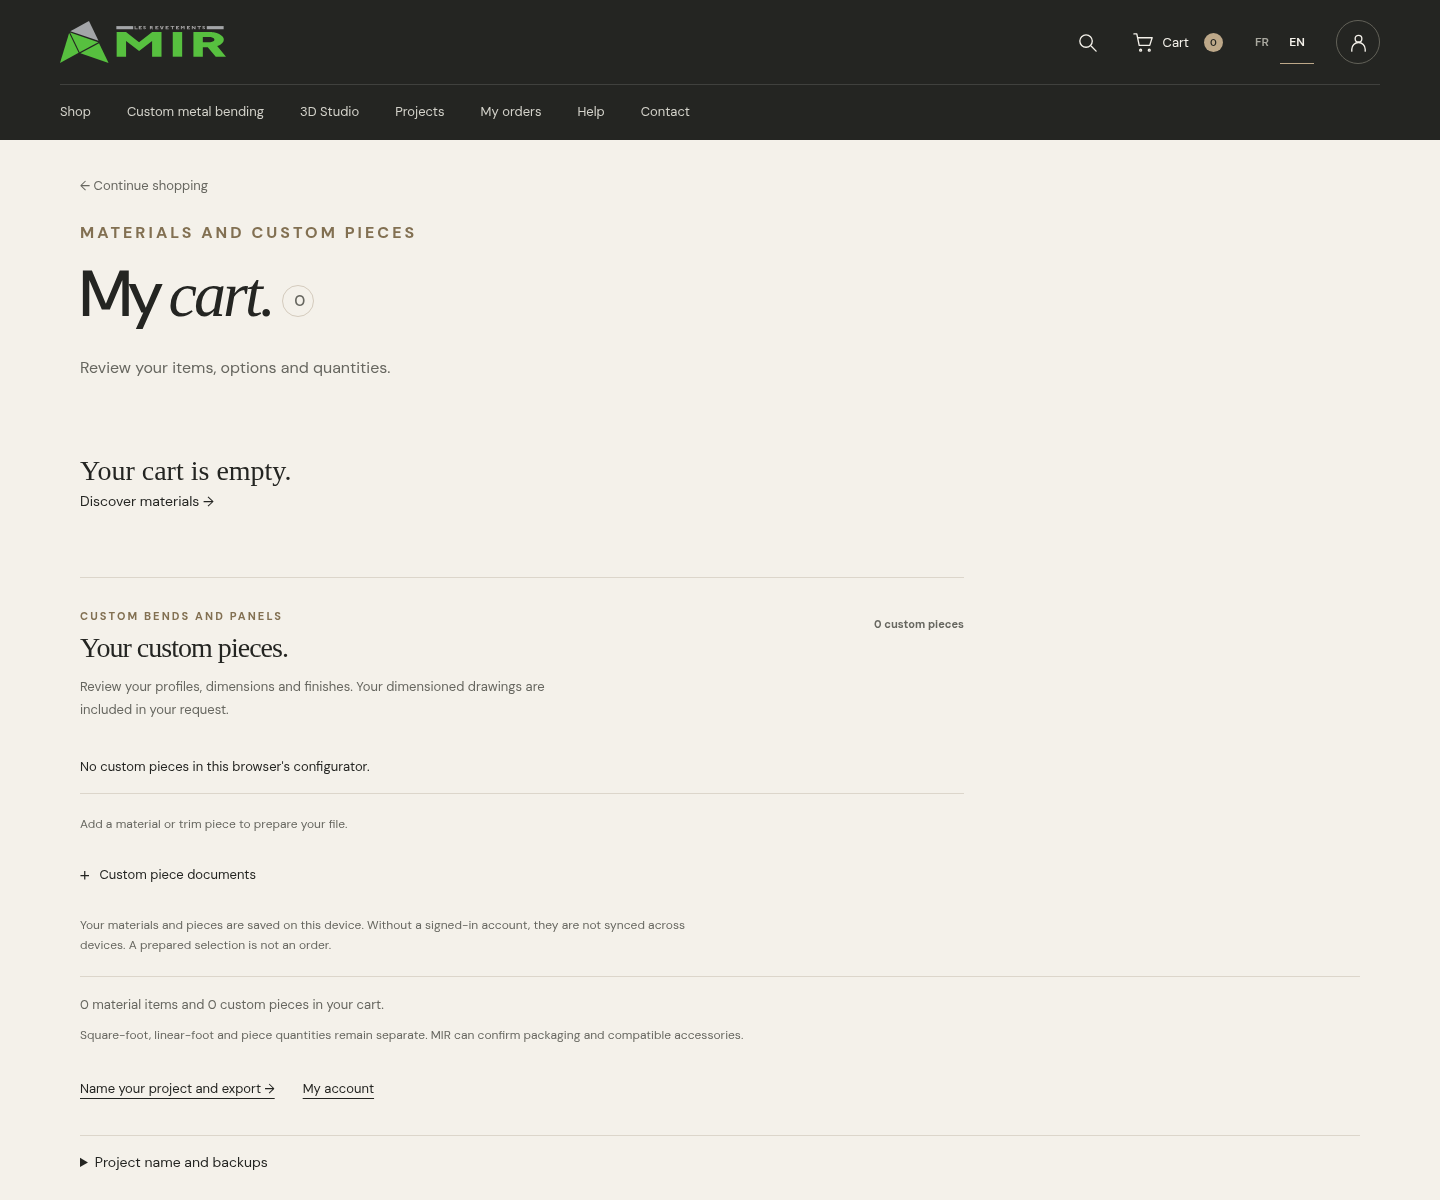 LES REVÊTEMENTS
MIR
Cart 0 FR EN
Shop Custom metal bending 3D Studio Projects My orders Help Contact
← Continue shopping
MATERIALS AND CUSTOM PIECES
My cart. 0
Review your items, options and quantities.
Your cart is empty.
Discover materials →
CUSTOM BENDS AND PANELS
0 custom pieces
Your custom pieces.
Review your profiles, dimensions and finishes. Your dimensioned drawings are
included in your request.
No custom pieces in this browser's configurator.
Add a material or trim piece to prepare your file.
+ Custom piece documents
Your materials and pieces are saved on this device. Without a signed-in account, they are not synced across
devices. A prepared selection is not an order.
0 material items and 0 custom pieces in your cart.
Square-foot, linear-foot and piece quantities remain separate. MIR can confirm packaging and compatible accessories.
Name your project and export → My account
▶ Project name and backups